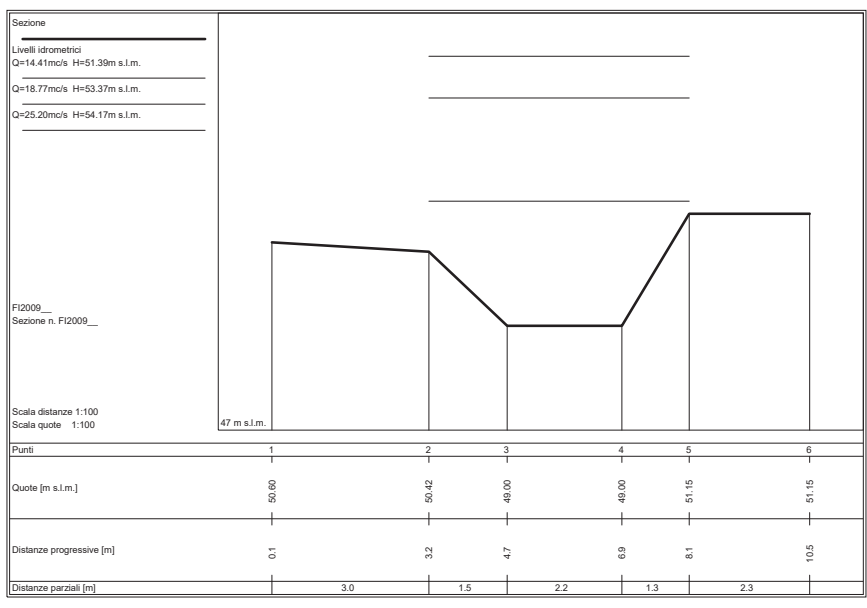 Sezione
Livelli idrometrici
Q=14.41mc/s H=51.39m s.l.m.
Q=18.77mc/s H=53.37m s.l.m.
Q=25.20mc/s H=54.17m s.l.m.
FI2009__
Sezione n. FI2009__
Scala distanze 1:100
Scala quote 1:100
47 m s.l.m.
Punti 1 2 3 4 5 6
Quote [m s.l.m.] 50.60 50.42 49.00 49.00 51.15 51.15
Distanze progressive [m] 0.1 3.2 4.7 6.9 8.1 10.5
Distanze parziali [m] 3.0 1.5 2.2 1.3 2.3